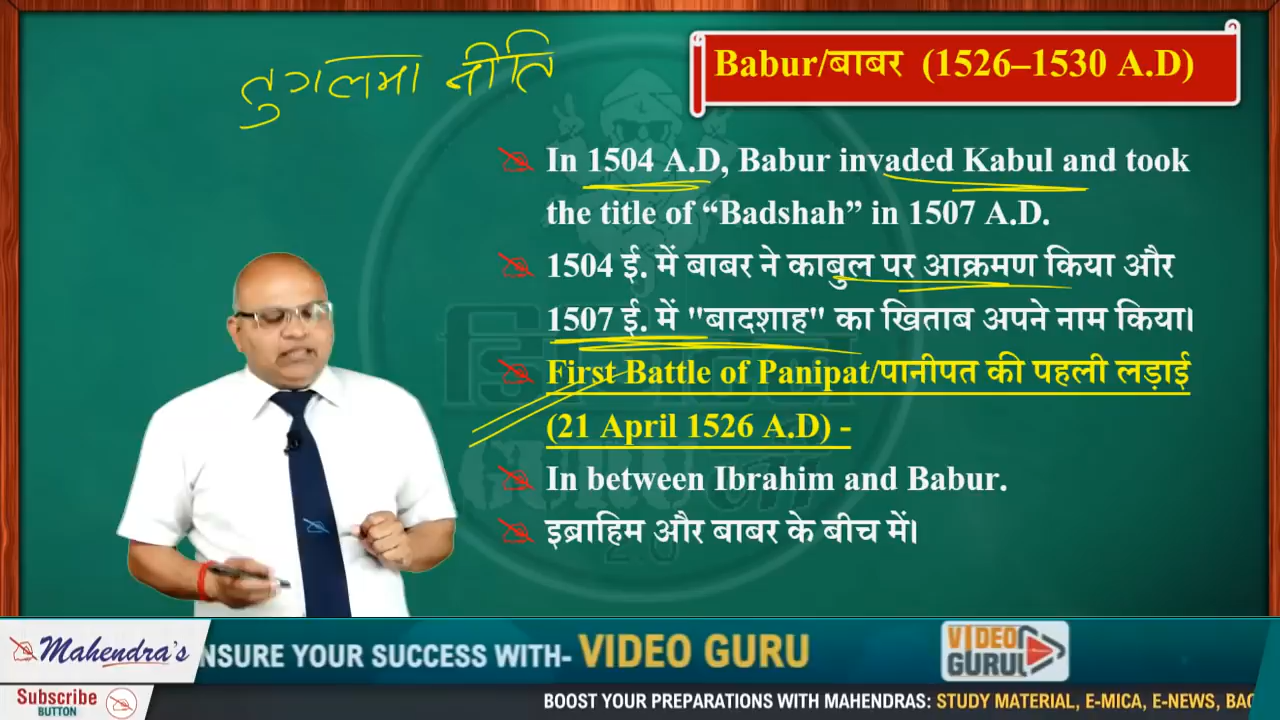 तुगलमा नीति
Babur/बाबर (1526–1530 A.D)
In 1504 A.D, Babur invaded Kabul and took
the title of “Badshah” in 1507 A.D.
1504 ई. में बाबर ने काबुल पर आक्रमण किया और
1507 ई. में "बादशाह" का खिताब अपने नाम किया।
First Battle of Panipat/पानीपत की पहली लड़ाई
(21 April 1526 A.D) -
In between Ibrahim and Babur.
इब्राहिम और बाबर के बीच में।
2.0
Mahendra's
NSURE YOUR SUCCESS WITH- VIDEO GURU
VIDEO
GURU
Subscribe
BUTTON
BOOST YOUR PREPARATIONS WITH MAHENDRAS: STUDY MATERIAL, E-MICA, E-NEWS,